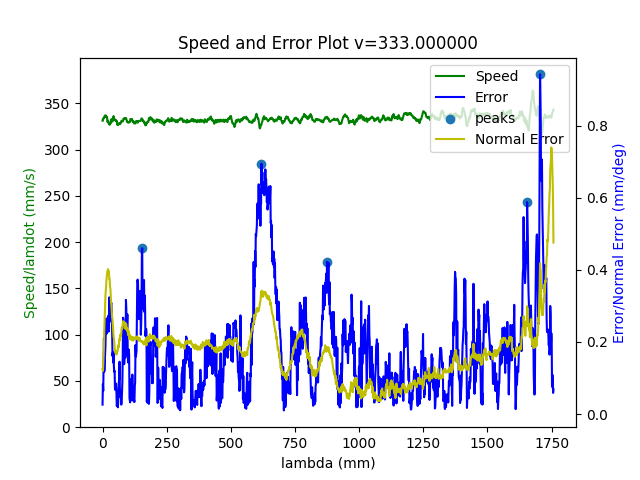 Speed and Error Plot v=333.000000
Speed
Error
peaks
Normal Error
Speed/lamdot (mm/s)
350
300
250
200
150
100
50
0
0.8
0.6
0.4
0.2
0.0
Error/Normal Error (mm/deg)
0 250 500 750 1000 1250 1500 1750
lambda (mm)